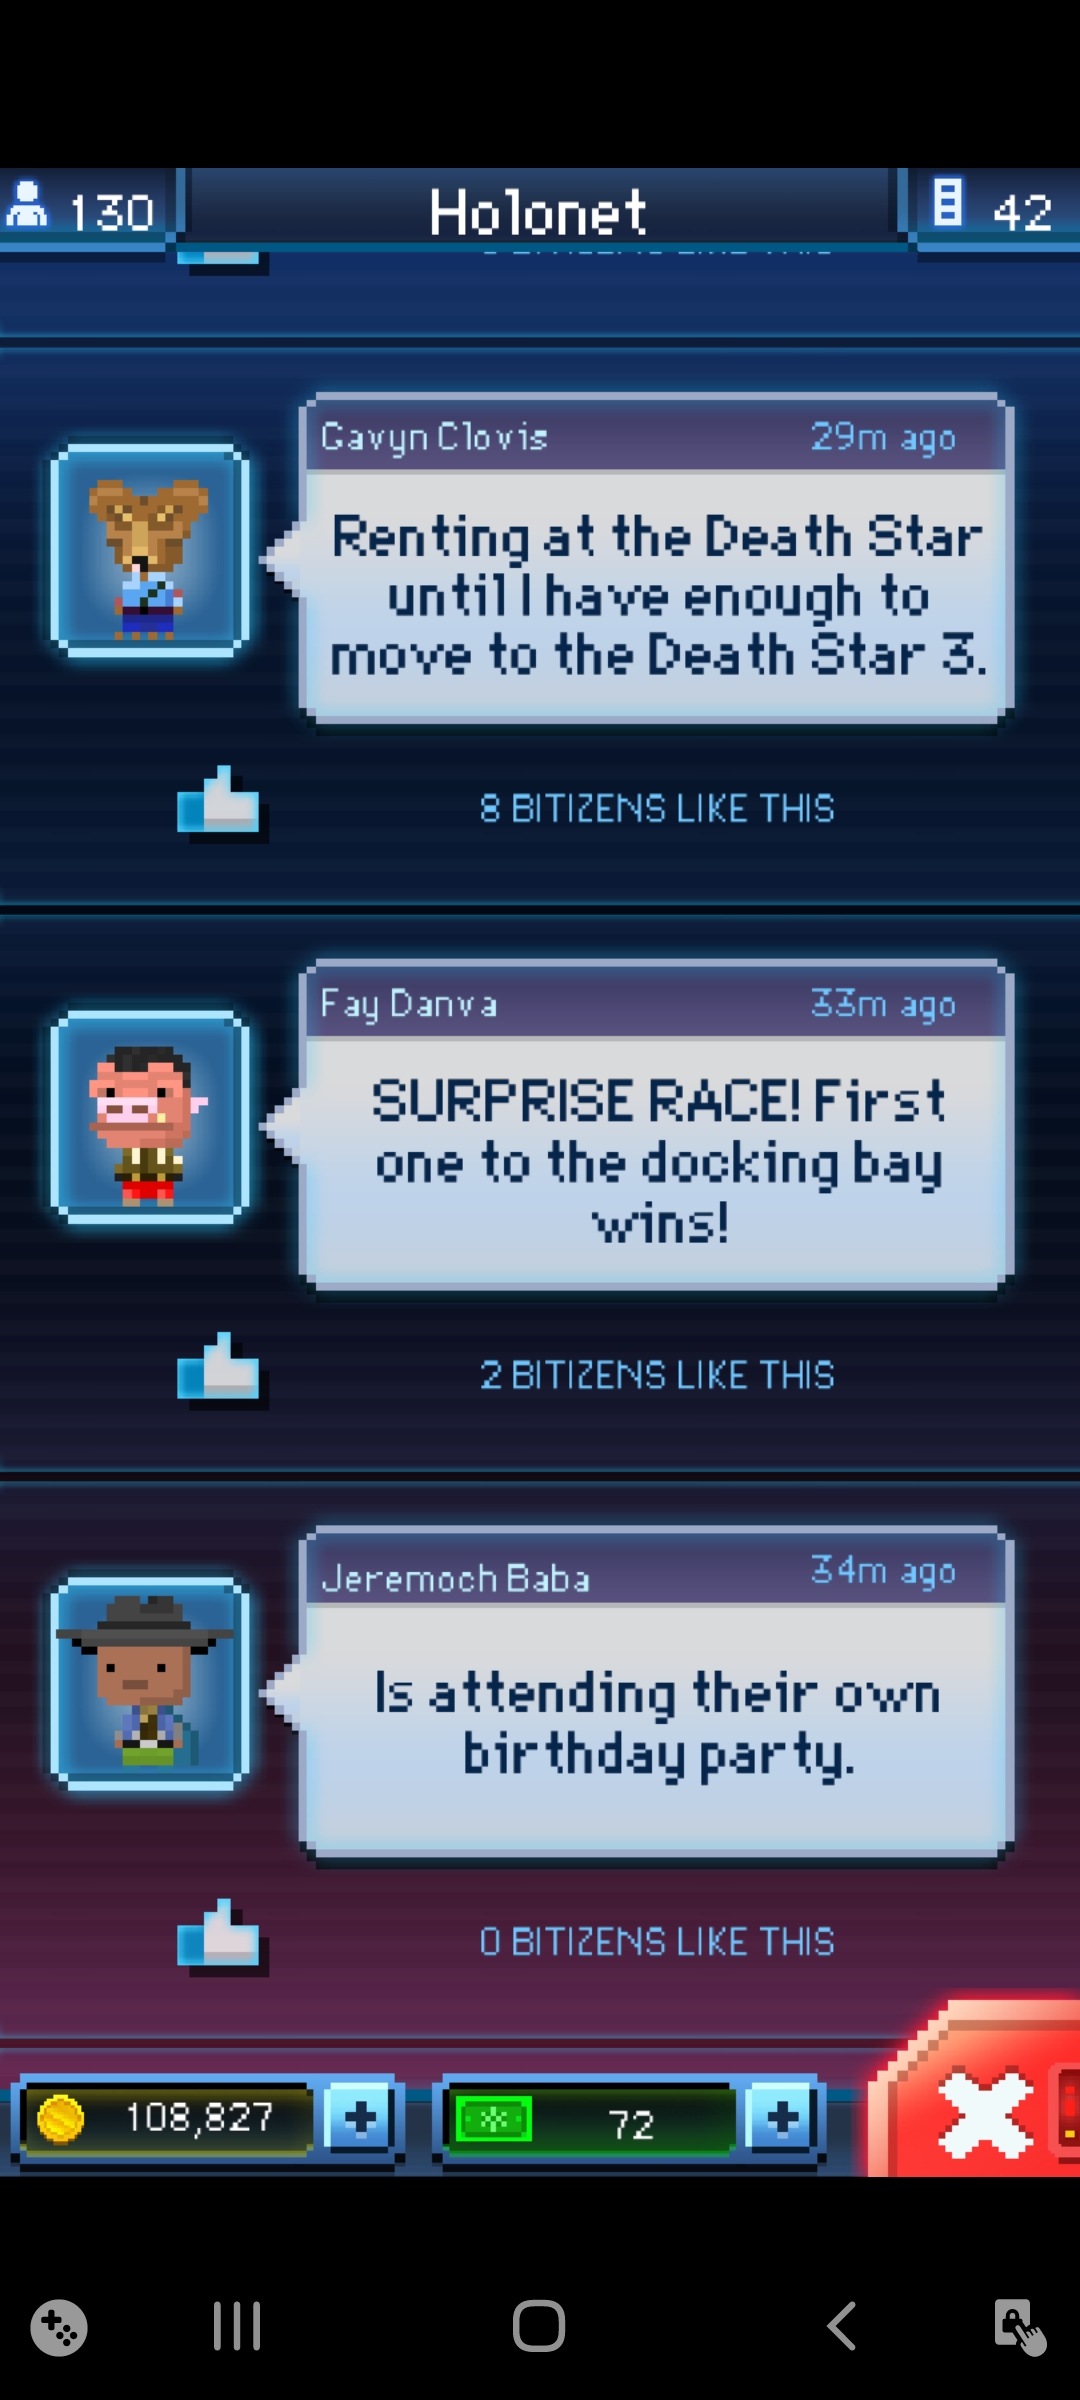 130
Holonet
42
Gavyn Clovis
29m ago
Renting at the Death Star
until I have enough to
move to the Death Star 3.
8 BITIZENS LIKE THIS
Fay Danva
33m ago
SURPRISE RACE! First
one to the docking bay
wins!
2 BITIZENS LIKE THIS
Jeremoch Baba
34m ago
Is attending their own
birthday party.
0 BITIZENS LIKE THIS
108,827
72